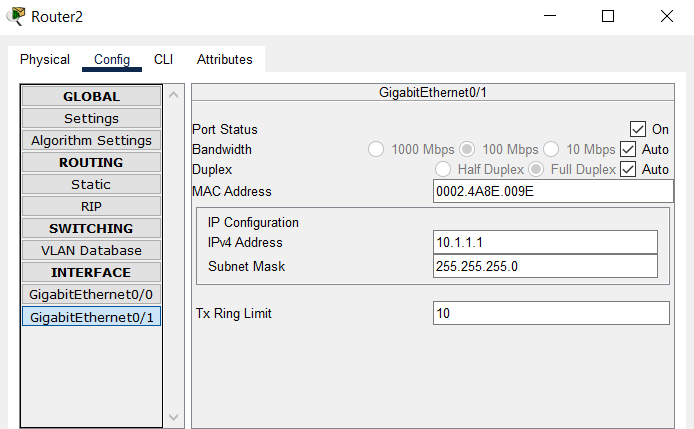 Router2
Physical Config CLI Attributes
GLOBAL
Settings
Algorithm Settings
ROUTING
Static
RIP
SWITCHING
VLAN Database
INTERFACE
GigabitEthernet0/0
GigabitEthernet0/1
GigabitEthernet0/1
Port Status On
Bandwidth 1000 Mbps 100 Mbps 10 Mbps Auto
Duplex Half Duplex Full Duplex Auto
MAC Address 0002.4A8E.009E
IP Configuration
IPv4 Address 10.1.1.1
Subnet Mask 255.255.255.0
Tx Ring Limit 10